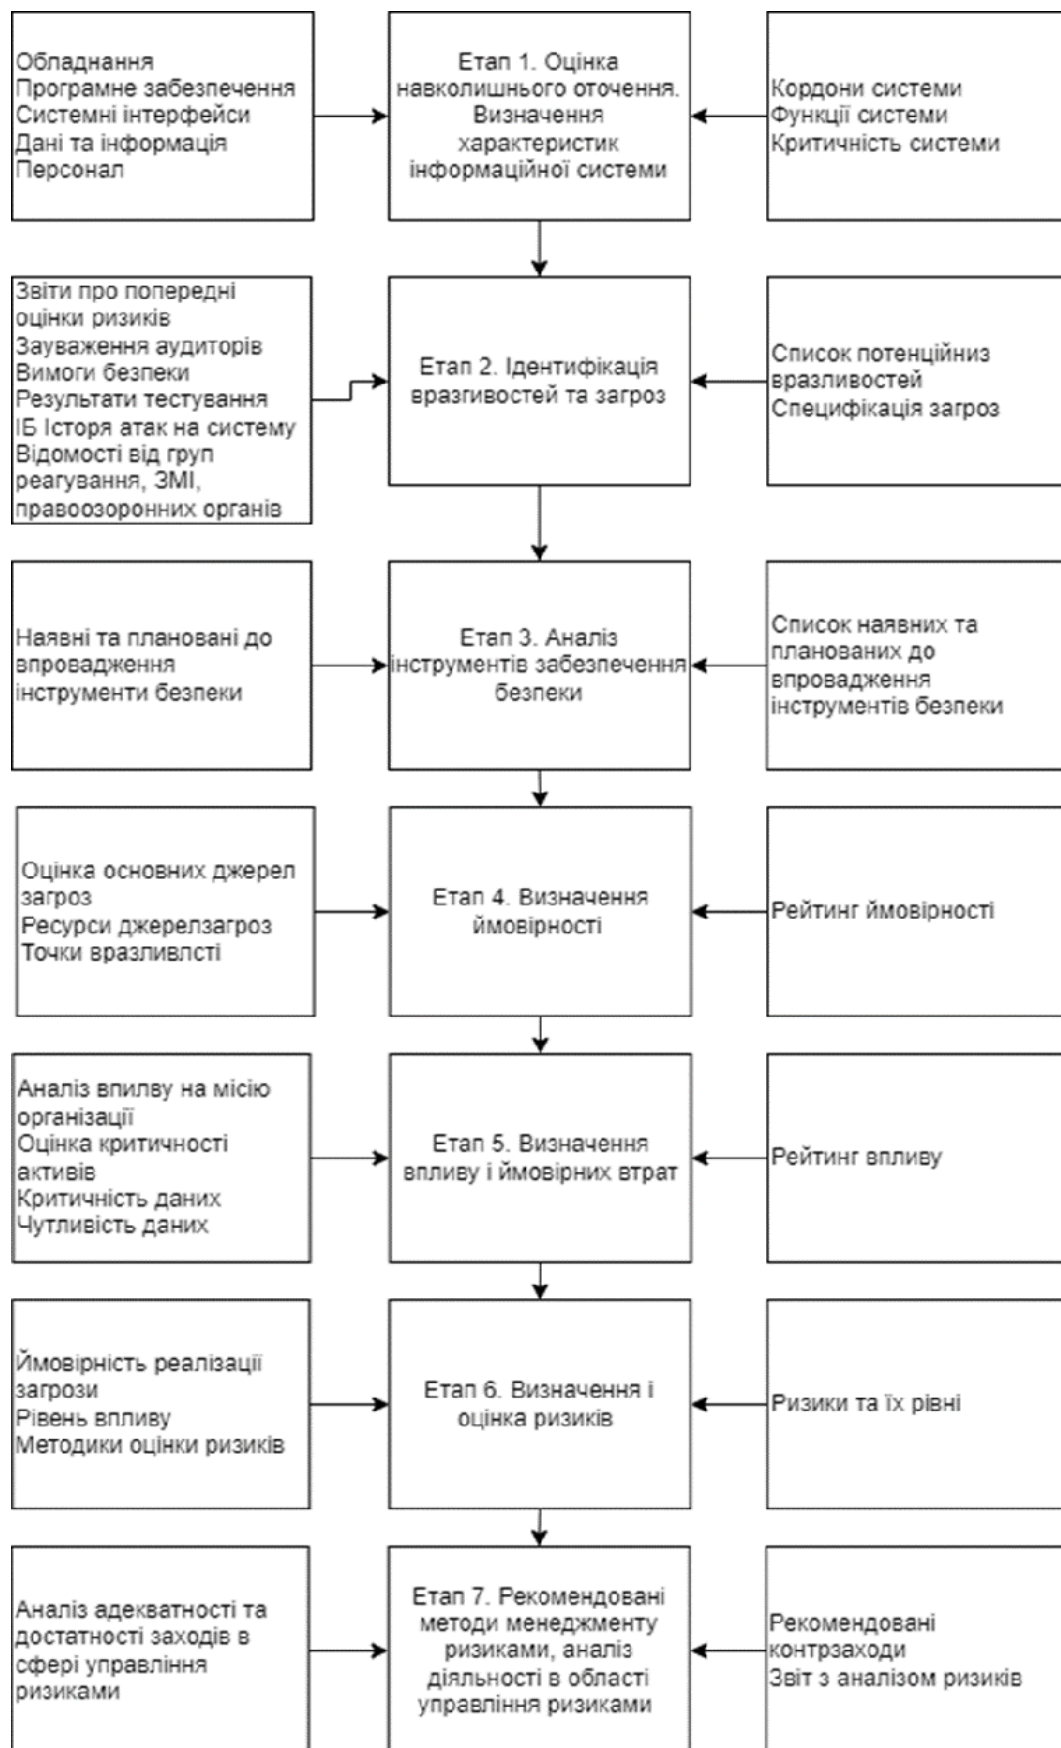 Обладнання
Програмне забезпечення
Системні інтерфейси
Дані та інформація
Персонал
Етап 1. Оцінка
навколишнього оточення.
Визначення
характеристик
інформаційної системи
Кордони системи
Функції системи
Критичність системи
Звіти про попередні
оцінки ризиків
Зауваження аудиторів
Вимоги безпеки
Результати тестування
ІБ Історя атак на систему
Відомості від груп
реагування, ЗМІ,
правоозоронних органів
Етап 2. Ідентифікація
вразгивостей та загроз
Список потенційниз
вразливостей
Специфікація загроз
Наявні та плановані до
впровадження
інструменти безпеки
Етап 3. Аналіз
інструментів забезпечення
безпеки
Список наявних та
планованих до
впровадження
інструментів безпеки
Оцінка основних джерел
загроз
Ресурси джерелзагроз
Точки вразливлсті
Етап 4. Визначення
ймовірності
Рейтинг ймовірності
Аналіз впилву на місію
організації
Оцінка критичності
активів
Критичність даних
Чутливість даних
Етап 5. Визначення
впливу і ймовірних втрат
Рейтинг впливу
Ймовірність реалізації
загрози
Рівень впливу
Методики оцінки ризиків
Етап 6. Визначення і
оцінка ризиків
Ризики та їх рівні
Аналіз адекватності та
достатності заходів в
сфері управління
ризиками
Етап 7. Рекомендовані
методи менеджменту
ризиками, аналіз
діяльності в області
управління ризиками
Рекомендовані
контрзаходи
Звіт з аналізом ризиків